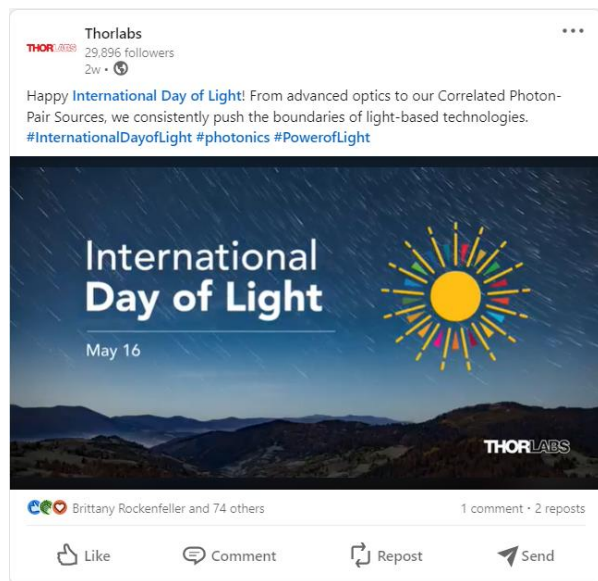 Thorlabs
THORLABS
29,896 followers
2w •
Happy International Day of Light! From advanced optics to our Correlated Photon-
Pair Sources, we consistently push the boundaries of light-based technologies.
#InternationalDayofLight #photonics #PowerofLight
International
Day of Light
May 16
THORLABS
Brittany Rockenfeller and 74 others
1 comment • 2 reposts
Like
Comment
Repost
Send